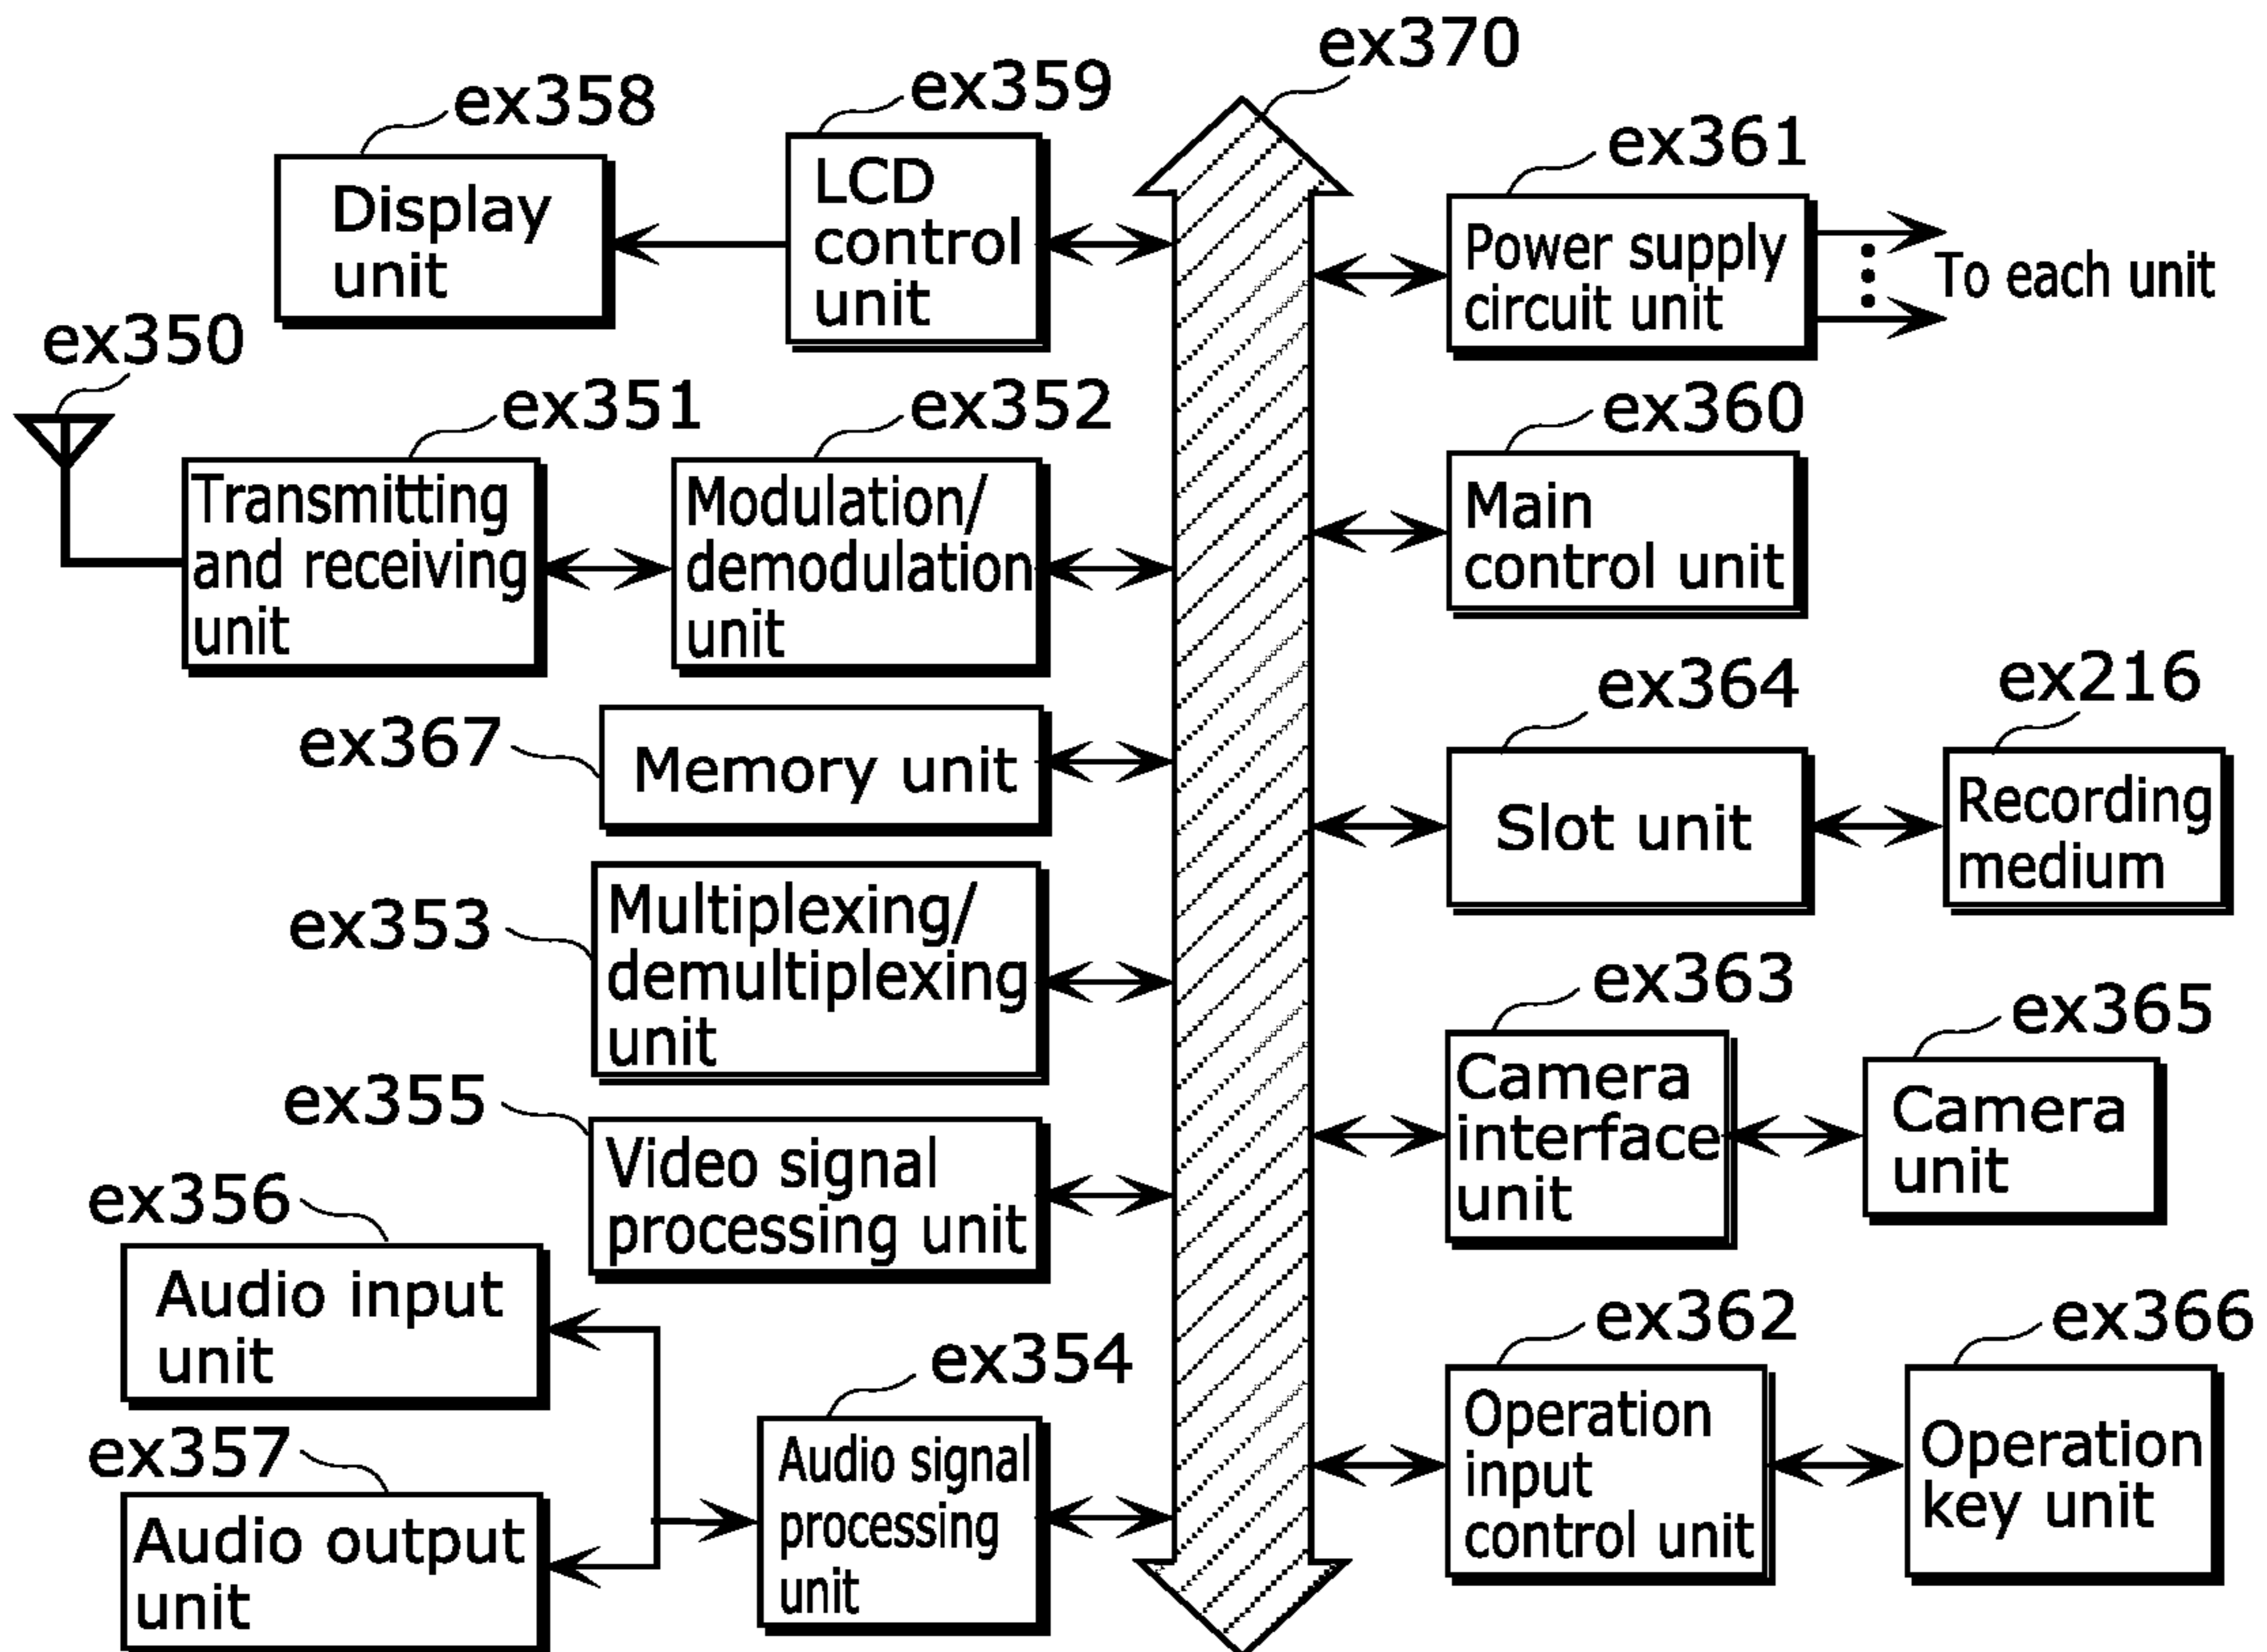 ex370
ex358
ex359
Display
unit
LCD
control
unit
ex361
Power supply
circuit unit
To each unit
ex350
ex351
ex352
Transmitting
and receiving
unit
Modulation/
demodulation
unit
ex360
Main
control unit
ex367
Memory unit
ex364
ex216
Slot unit
Recording
medium
ex353
Multiplexing/
demultiplexing
unit
ex363
ex365
Camera
interface
unit
Camera
unit
ex355
Video signal
processing unit
ex356
Audio input
unit
ex357
Audio output
unit
ex354
Audio signal
processing
unit
ex362
ex366
Operation
input
control unit
Operation
key unit